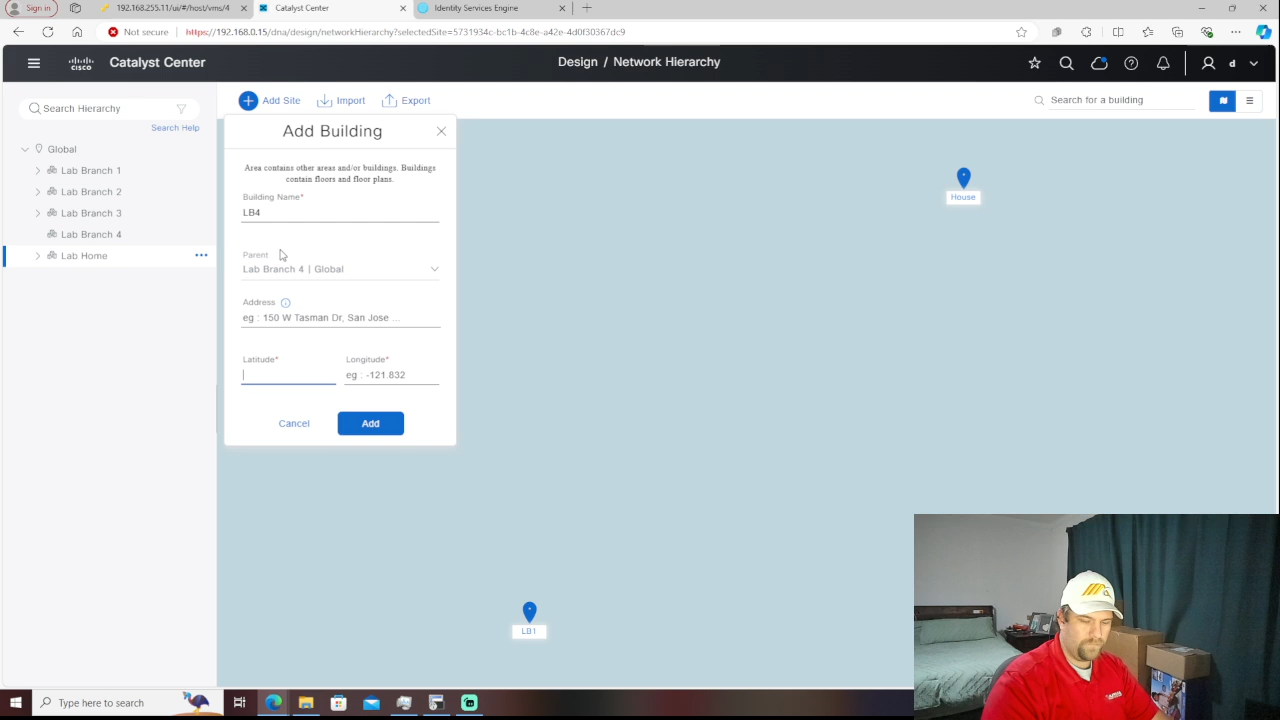 Sign in
192.168.255.11/ui/#/host/vms/4
Catalyst Center
Identity Services Engine
Not secure
https://192.168.0.15/dna/design/networkHierarchy?selectedSite=5731934c-bc1b-4c8e-a42e-4d0f30367dc9
CISCO
Catalyst Center
Design / Network Hierarchy
d
Search Hierarchy
Search Help
Global
Lab Branch 1
Lab Branch 2
Lab Branch 3
Lab Branch 4
Lab Home
Add Site
Import
Export
Search for a building
Add Building
Area contains other areas and/or buildings. Buildings
contain floors and floor plans.
Building Name*
LB4
Parent
Lab Branch 4 | Global
Address
eg : 150 W Tasman Dr, San Jose ...
Latitude*
Longitude*
eg : -121.832
Cancel
Add
House
LB1
Type here to search